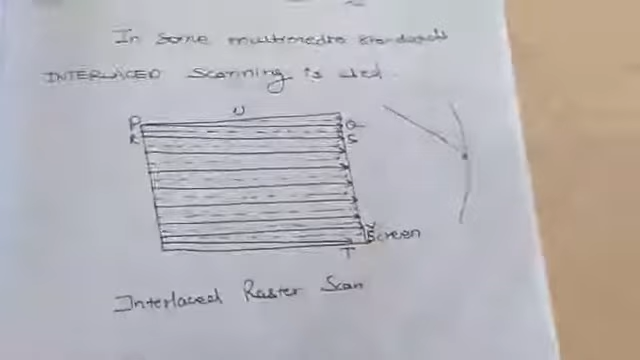 In some multimedia standards
INTERLACED Scanning is used.
U
P Q
R S
V
Screen
T
Interlaced Raster Scan